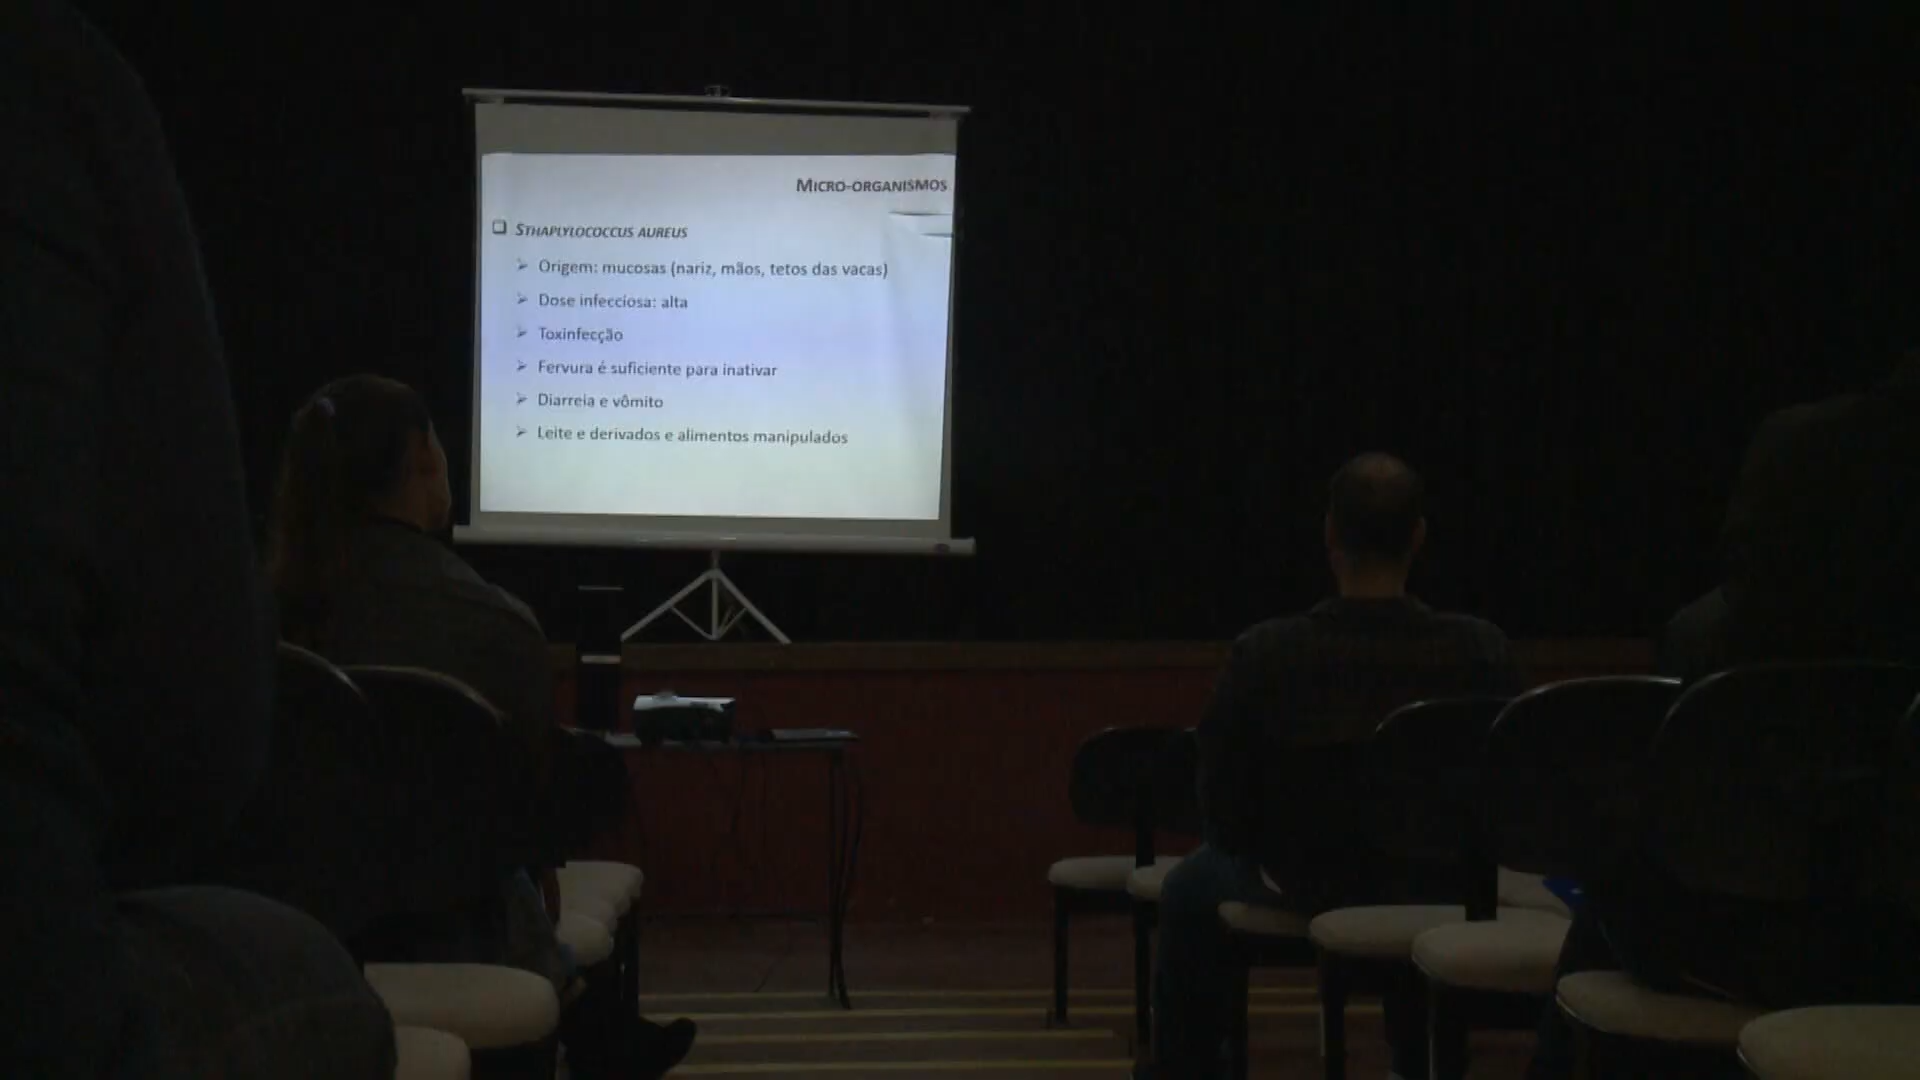 MICRO-ORGANISMOS
STHAPLYLOCOCCUS AUREUS
Origem: mucosas (nariz, mãos, tetos das vacas)
Dose infecciosa: alta
Toxinfecção
Fervura é suficiente para inativar
Diarreia e vômito
Leite e derivados e alimentos manipulados